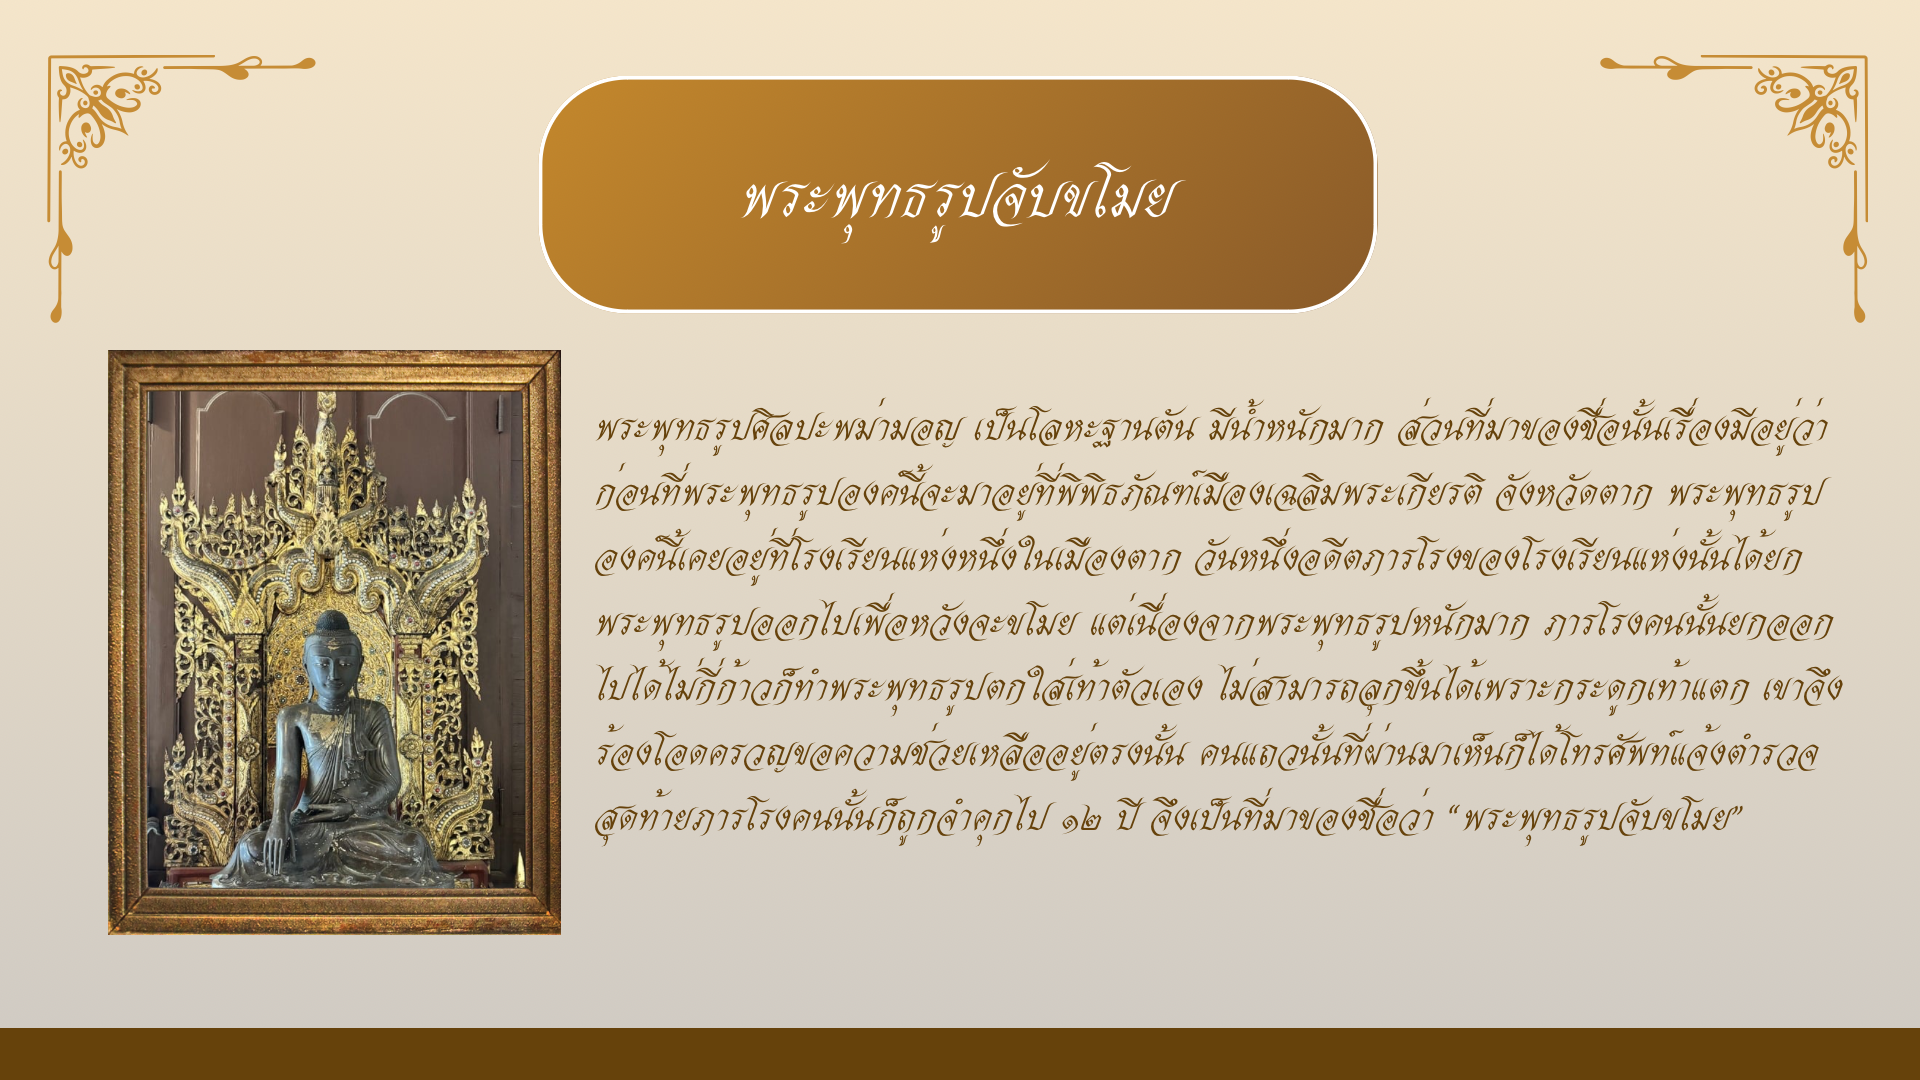 พระพุทธรูปจับขโมย
พระพุทธรูปศิลปะพม่ามอญ เป็นโลหะฐานตัน มีน้ำหนักมาก ส่วนที่มาของชื่อนั้นเรื่องมีอยู่ว่า
ก่อนที่พระพุทธรูปองคนี้จะมาอยู่ที่พิพิธภัณฑ์เมืองเฉลิมพระเกียรติ จังหวัดตาก พระพุทธรูป
องคนี้เคยอยู่ที่โรงเรียนแห่งหนึ่งในเมืองตาก วันหนึ่งอดีตภารโรงของโรงเรียนแห่งนั้นได้ยก
พระพุทธรูปออกไปเพื่อหวังจะขโมย แต่เนื่องจากพระพุทธรูปหนักมาก ภารโรงคนนั้นยกออก
ไปได้ไม่กี่ก้าวก็ทำพระพุทธรูปตกใส่เท้าตัวเอง ไม่สามารถลุกขึ้นได้เพราะกระดูกเท้าแตก เขาจึง
ร้องโอดครวญขอความช่วยเหลืออยู่ตรงนั้น คนแถวนั้นที่ผ่านมาเห็นก็ได้โทรศัพท์แจ้งตำรวจ
สุดท้ายภารโรงคนนั้นก็ถูกจำคุกไป ๑๒ ปี จึงเป็นที่มาของชื่อว่า “พระพุทธรูปจับขโมย”